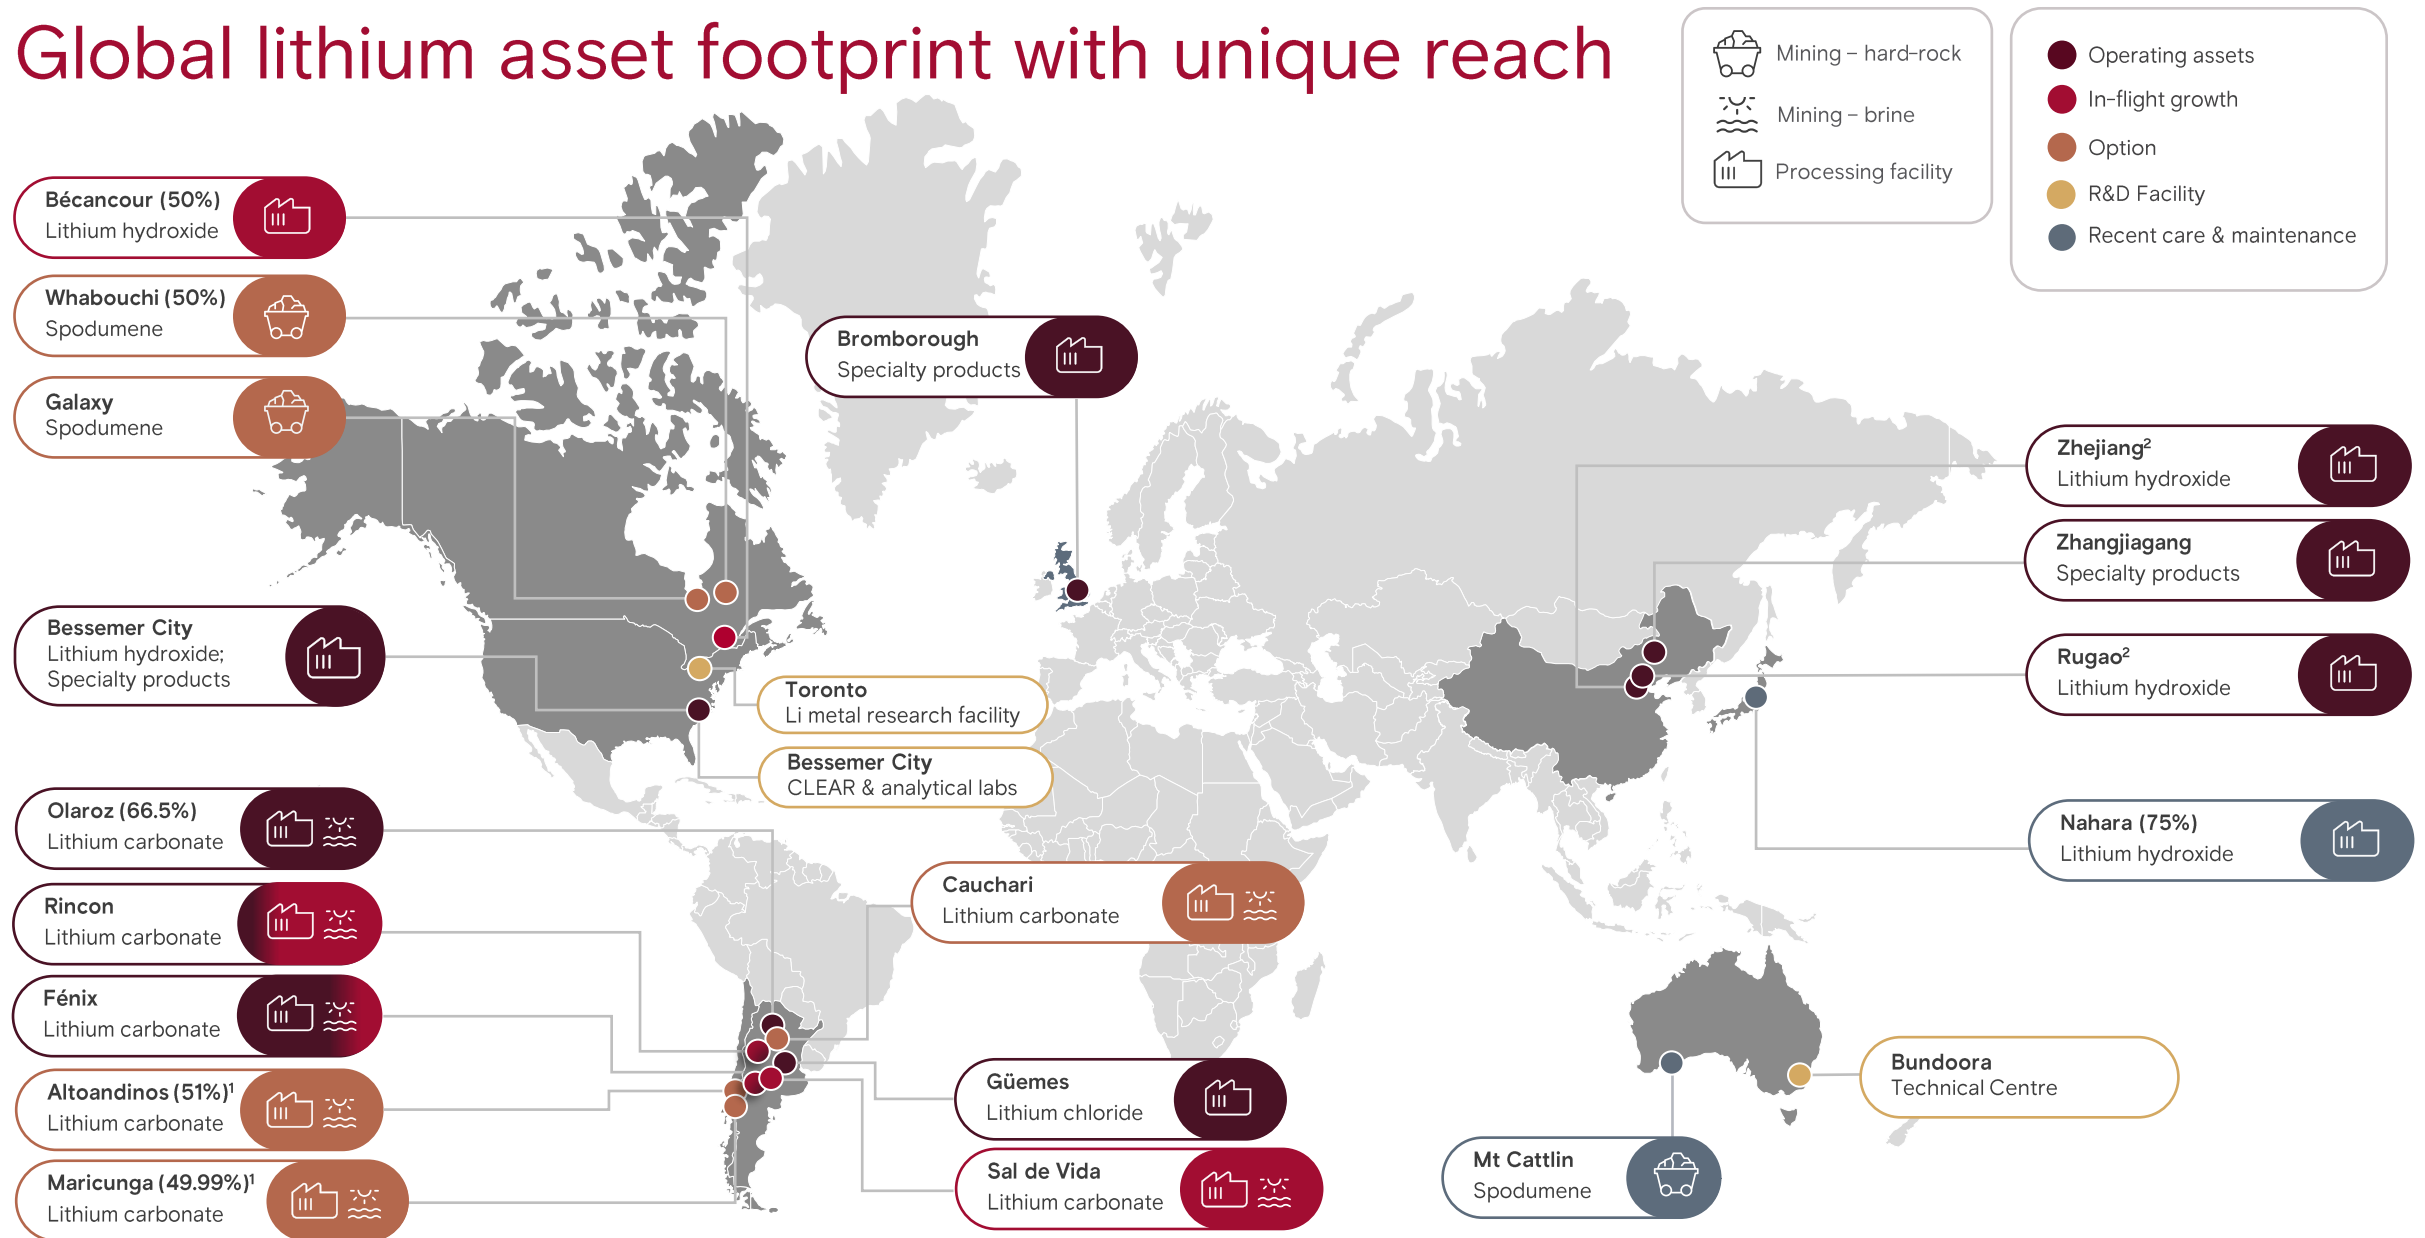 Global lithium asset footprint with unique reach
Mining – hard-rock
Mining – brine
Processing facility
Operating assets
In-flight growth
Option
R&D Facility
Recent care & maintenance
Bécancour (50%)
Lithium hydroxide
Whabouchi (50%)
Spodumene
Galaxy
Spodumene
Bessemer City
Lithium hydroxide;
Specialty products
Bromborough
Specialty products
Toronto
Li metal research facility
Bessemer City
CLEAR & analytical labs
Zhejiang²
Lithium hydroxide
Zhangjiagang
Specialty products
Rugao²
Lithium hydroxide
Nahara (75%)
Lithium hydroxide
Olaroz (66.5%)
Lithium carbonate
Rincon
Lithium carbonate
Fénix
Lithium carbonate
Altoandinos (51%)¹
Lithium carbonate
Maricunga (49.99%)¹
Lithium carbonate
Cauchari
Lithium carbonate
Güemes
Lithium chloride
Sal de Vida
Lithium carbonate
Mt Cattlin
Spodumene
Bundoora
Technical Centre